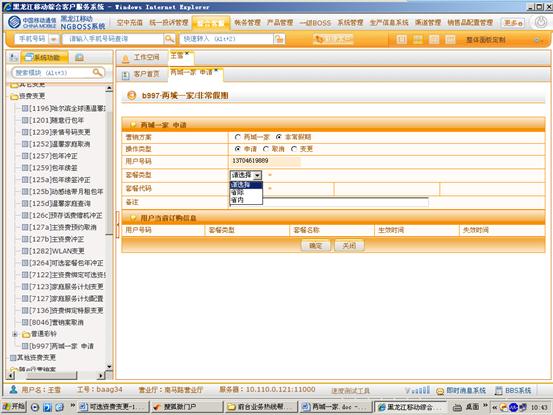 黑龙江移动综合客户服务系统 - Windows Internet Explorer
中国移动通信 CHINA MOBILE 黑龙江移动 NGBOSS系统 空中充值 统一投诉管理 综合客服 帐务管理 产品管理 一级BOSS 系统管理 生产信息系统 渠道管理 销售品配置管理 更多
手机号码 请输入手机号码查询 快速转入 (Alt+Z) 整体面板定制
系统功能 工作空间 王雪
搜索模块 (Alt+3) 客户首页 两城一家 申请
其它变更
资费变更
[1196]哈尔滨全球通温馨
[1201]随意行包年
[1239]亲情号码变更
[1252]温馨家庭取消
[1257]包年冲正
[1259]包年续签
[125a]包年续签冲正
[125b]动感地带月租包年
[125d]温馨家庭查询
[126c]预存话费赠机冲正
[127a]主资费预约取消
[127b]主资费冲正
[1282]WLAN变更
[3264]可选套餐包年冲正
[7122]主资费绑定可选资
[7123]家庭服务计划变更
[7127]家庭服务计划配置
[7136]资费绑定特服变更
[8046]营销案取消
普通彩铃
[b997]两城一家 申请
其他资费变更
随e行营销案
b997·两城一家/非常假期
两城一家 申请
营销方案 两城一家 非常假期
操作类型 申请 取消 变更
用户号码 13704619889
套餐类型 请选择
请选择
省际
省内
套餐代码
备注
用户当前订购信息
用户号码 套餐类型 套餐名称 生效时间 失效时间
确定 关闭
用户名：王雪 工号：baag34 营业厅：南马路营业厅 服务器：10.110.0.121:11000 速度测试工具 即时消息系统 BBS系统
开始 可选资费变更-1... 搜狐微门户 前台业务热线帮... 两城一家.doc -... 黑龙江移动综合... 桌面 10:43